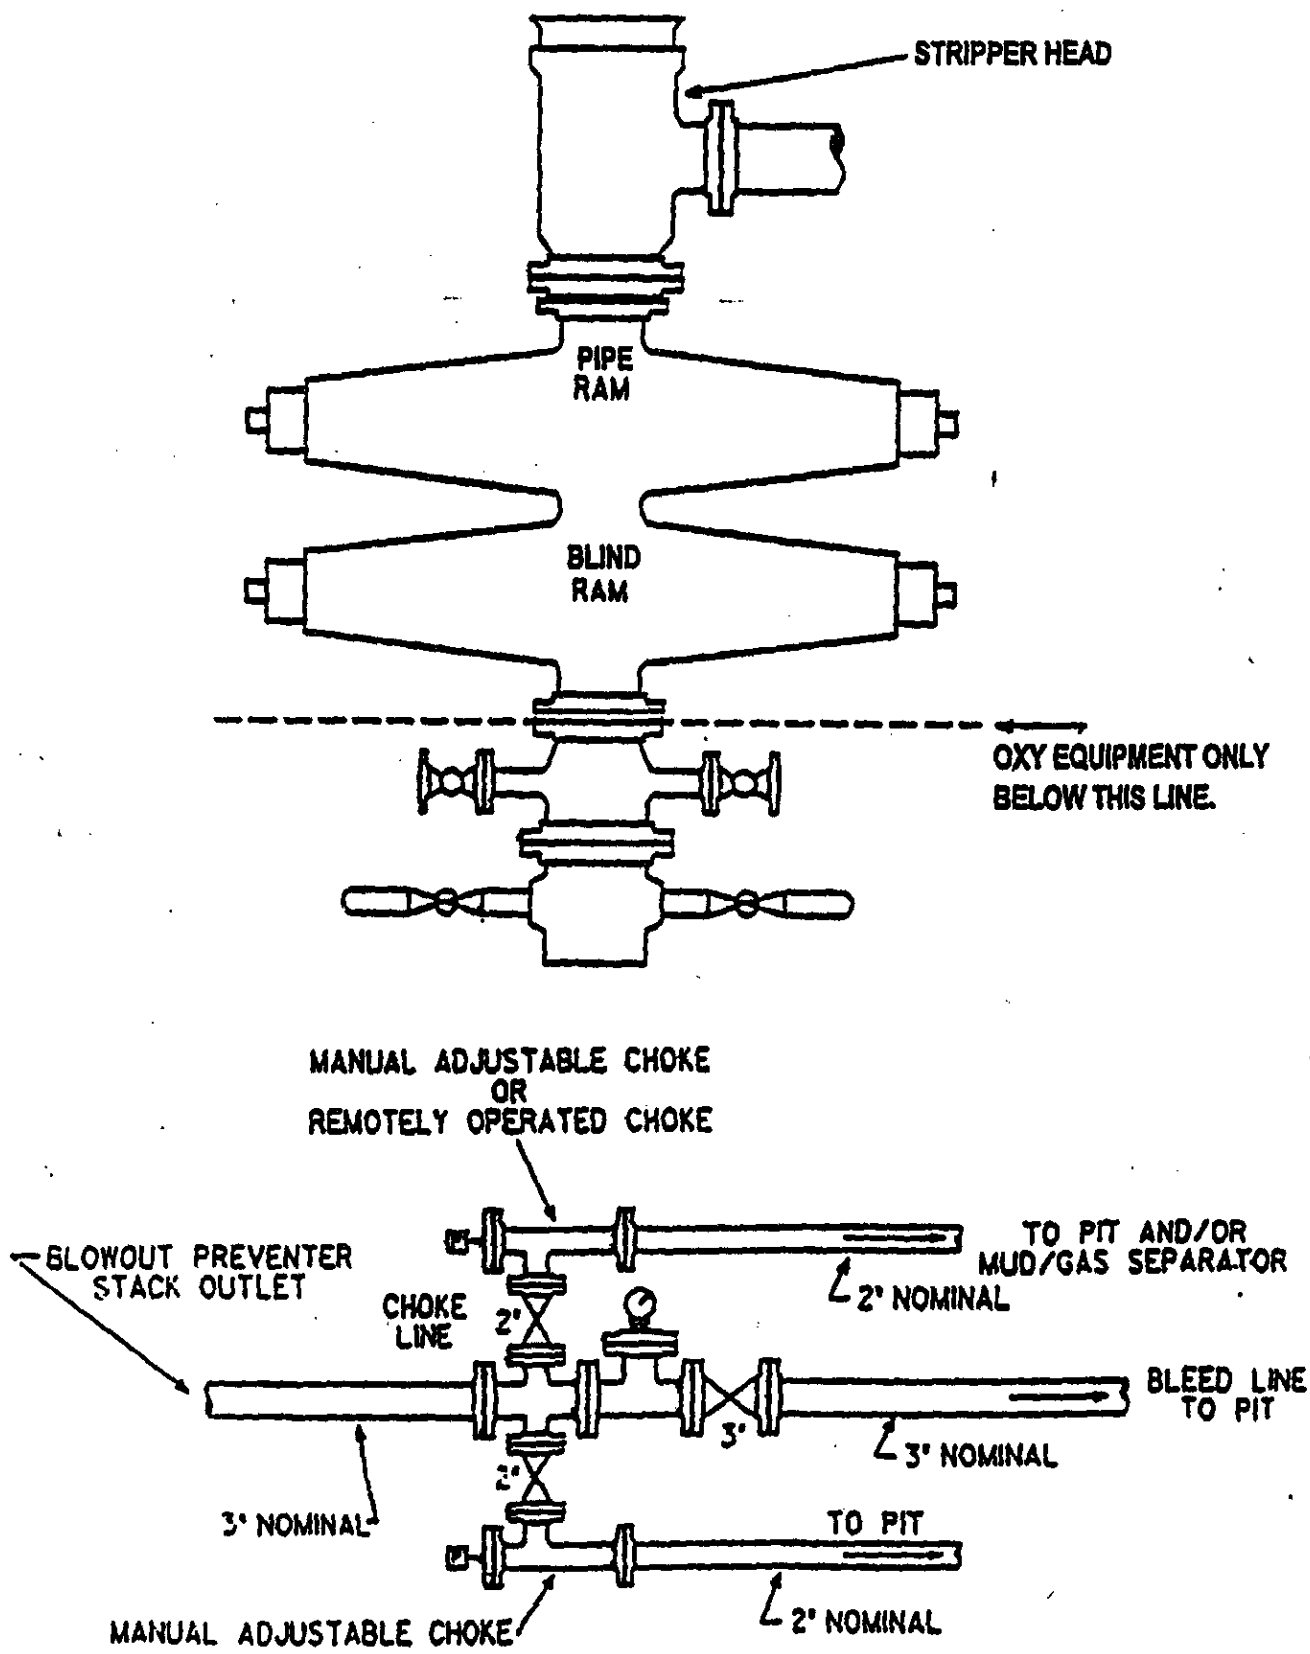 STRIPPER HEAD
PIPE
RAM
BLIND
RAM
OXY EQUIPMENT ONLY
BELOW THIS LINE.
MANUAL ADJUSTABLE CHOKE
OR
REMOTELY OPERATED CHOKE
BLOWOUT PREVENTER
STACK OUTLET
TO PIT AND/OR
MUD/GAS SEPARATOR
2" NOMINAL
CHOKE
LINE
2"
BLEED LINE
TO PIT
3"
3" NOMINAL
2"
3" NOMINAL
TO PIT
2" NOMINAL
MANUAL ADJUSTABLE CHOKE